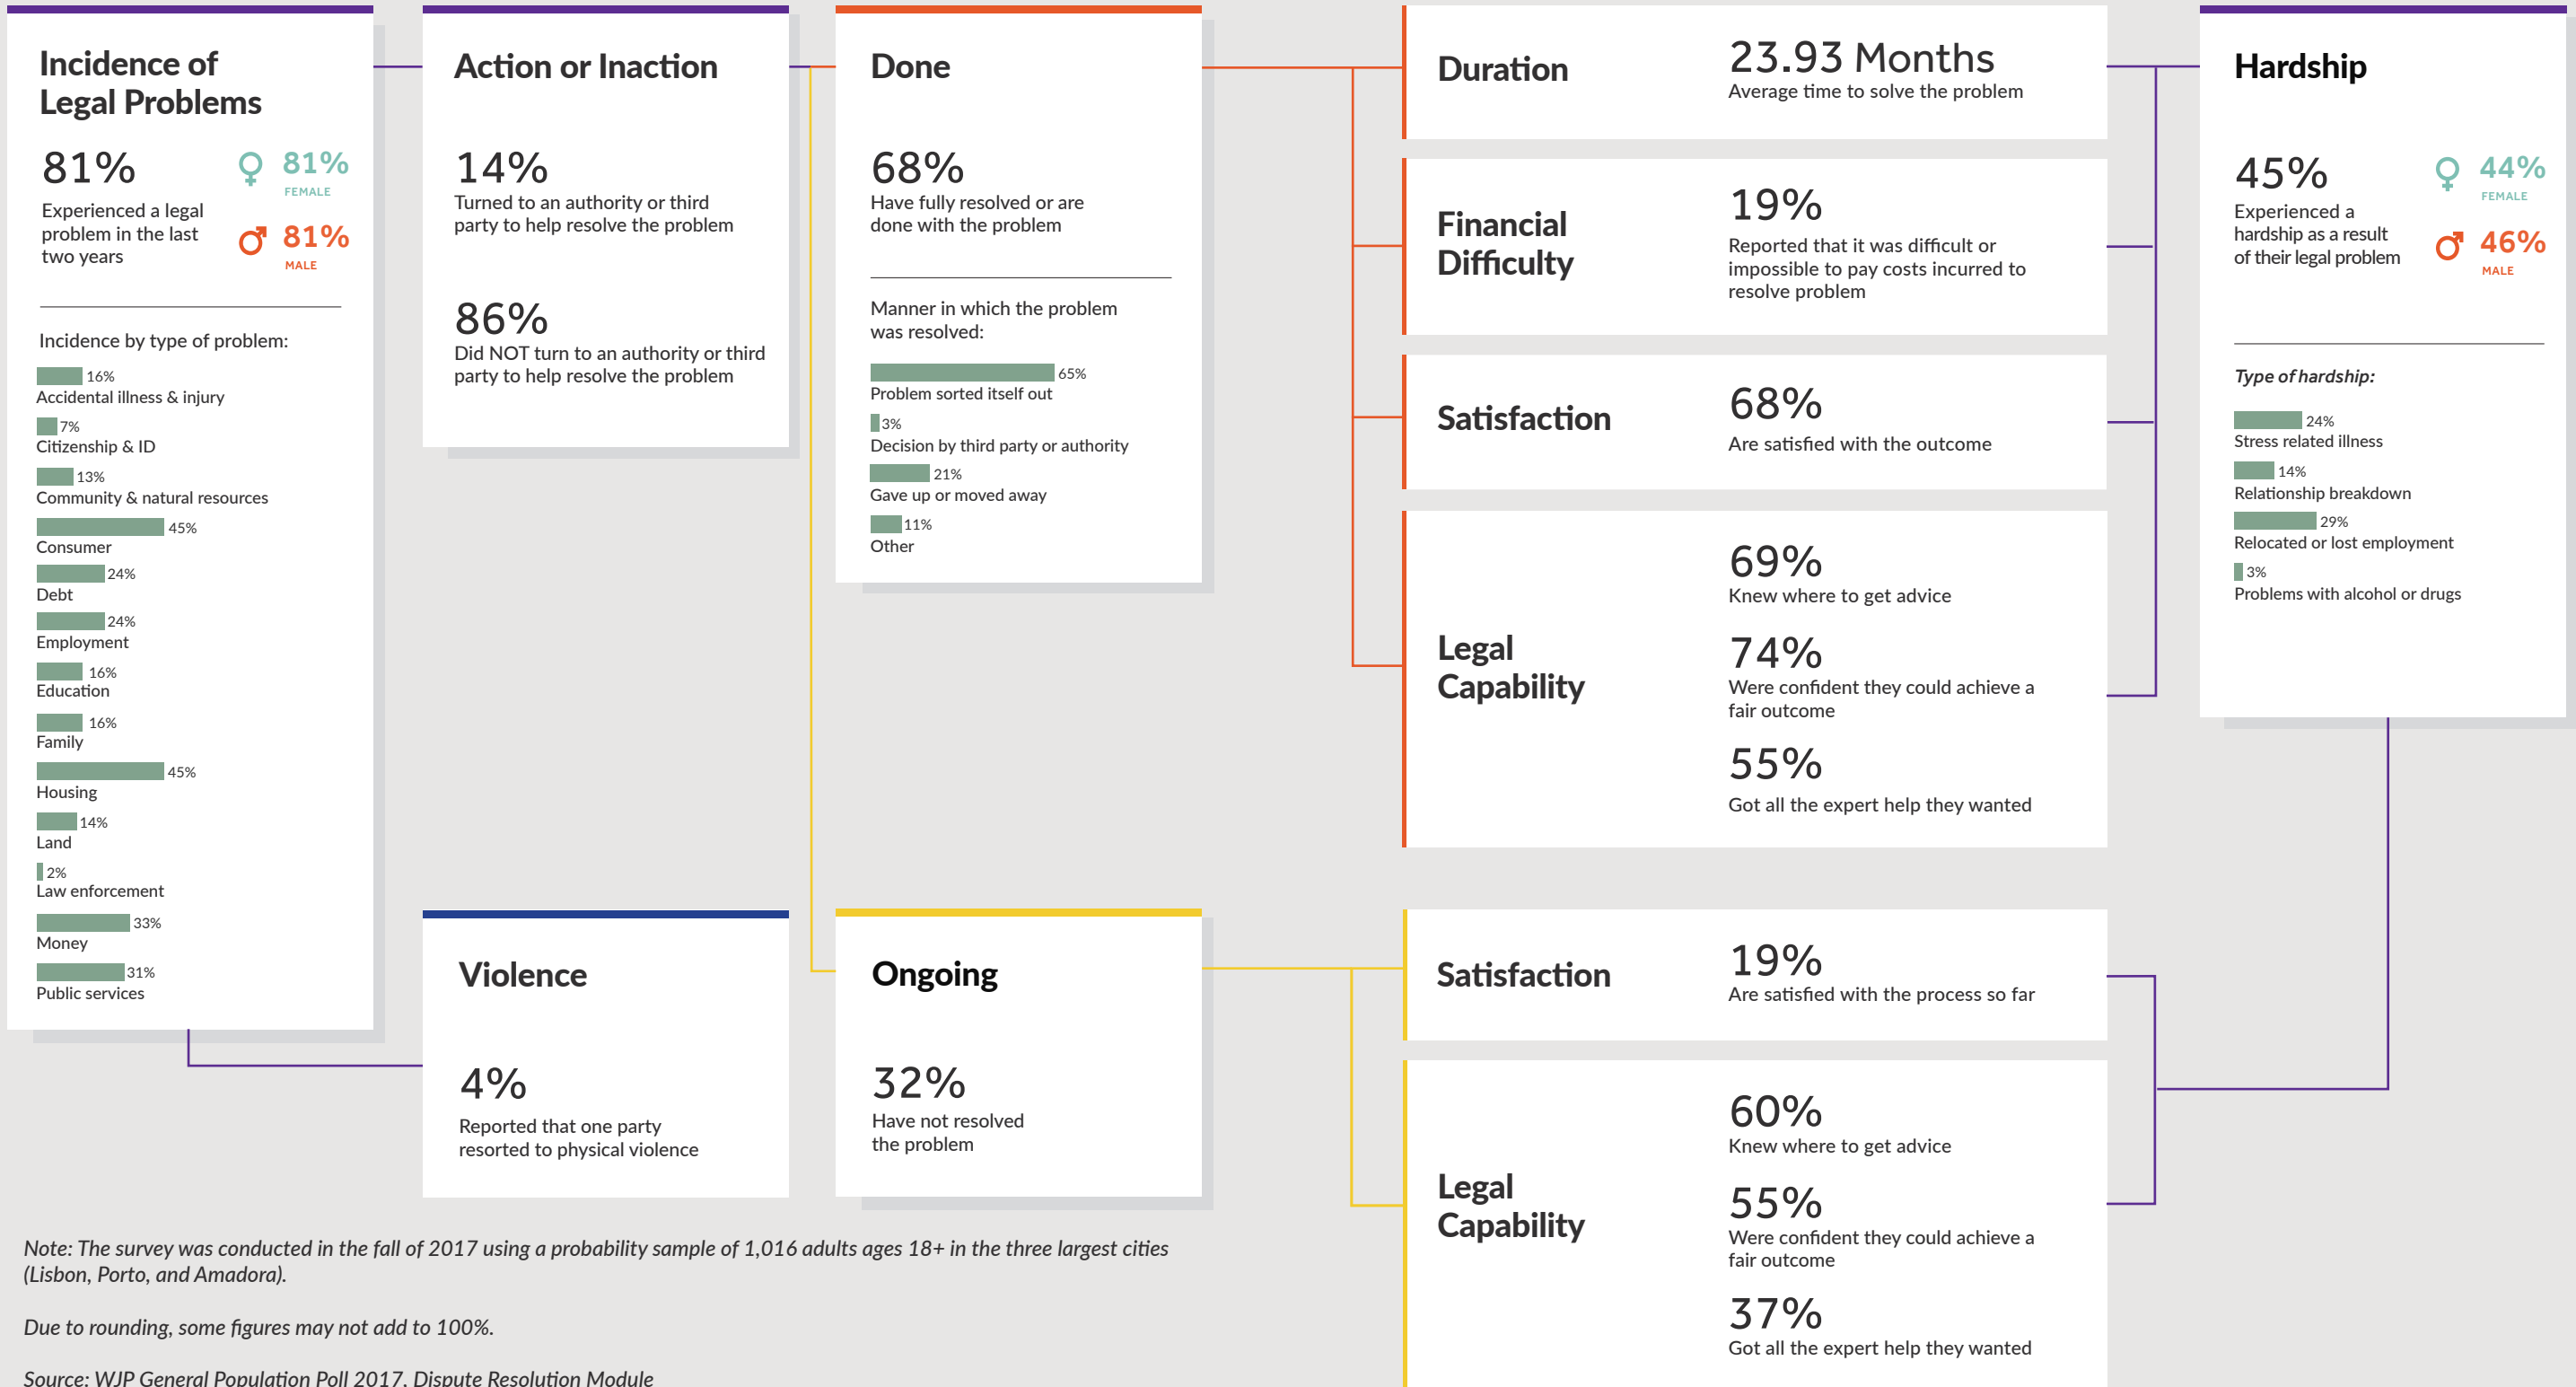 Incidence of
Legal Problems
81%
Experienced a legal
problem in the last
two years
81%
FEMALE
81%
MALE
Incidence by type of problem:
16%
Accidental illness & injury
7%
Citizenship & ID
13%
Community & natural resources
45%
Consumer
24%
Debt
24%
Employment
16%
Education
16%
Family
45%
Housing
14%
Land
2%
Law enforcement
33%
Money
31%
Public services
Action or Inaction
14%
Turned to an authority or third
party to help resolve the problem
86%
Did NOT turn to an authority or third
party to help resolve the problem
Violence
4%
Reported that one party
resorted to physical violence
Done
68%
Have fully resolved or are
done with the problem
Manner in which the problem
was resolved:
65%
Problem sorted itself out
3%
Decision by third party or authority
21%
Gave up or moved away
11%
Other
Ongoing
32%
Have not resolved
the problem
Duration
23.93 Months
Average time to solve the problem
Financial
Difficulty
19%
Reported that it was difficult or
impossible to pay costs incurred to
resolve problem
Satisfaction
68%
Are satisfied with the outcome
Legal
Capability
69%
Knew where to get advice
74%
Were confident they could achieve a
fair outcome
55%
Got all the expert help they wanted
Satisfaction
19%
Are satisfied with the process so far
Legal
Capability
60%
Knew where to get advice
55%
Were confident they could achieve a
fair outcome
37%
Got all the expert help they wanted
Hardship
45%
Experienced a
hardship as a result
of their legal problem
44%
FEMALE
46%
MALE
Type of hardship:
24%
Stress related illness
14%
Relationship breakdown
29%
Relocated or lost employment
3%
Problems with alcohol or drugs
Note: The survey was conducted in the fall of 2017 using a probability sample of 1,016 adults ages 18+ in the three largest cities
(Lisbon, Porto, and Amadora).
Due to rounding, some figures may not add to 100%.
Source: WJP General Population Poll 2017, Dispute Resolution Module